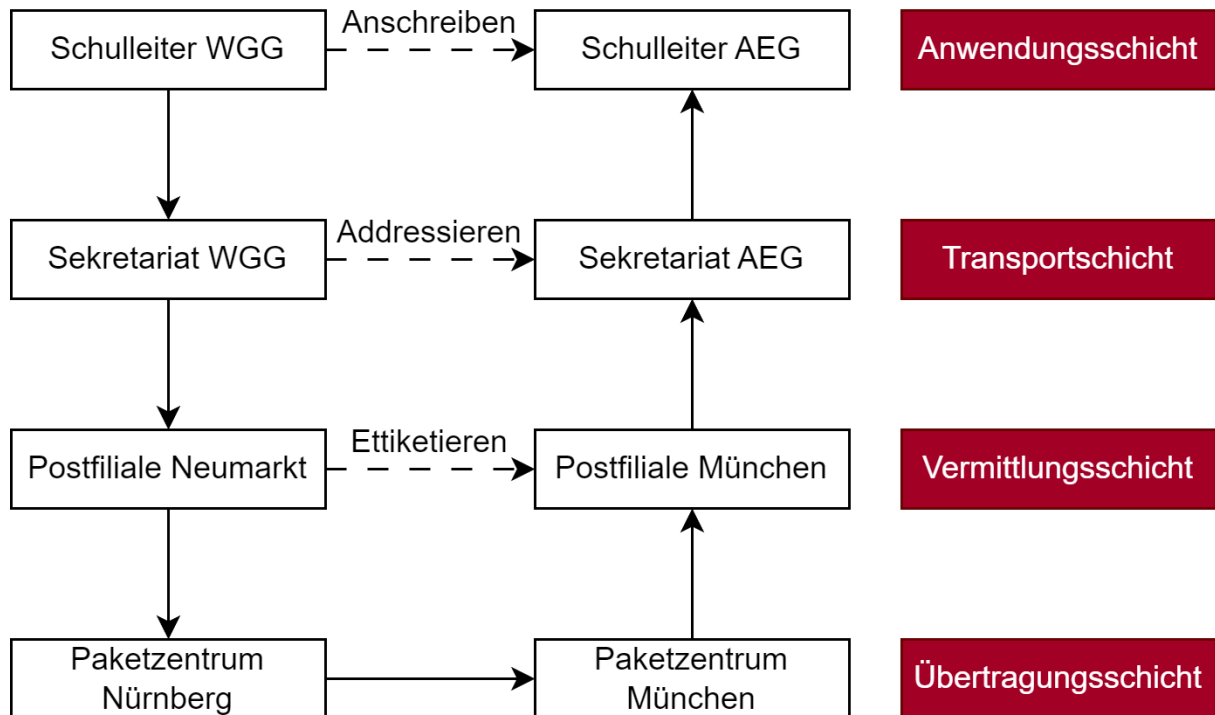 Anschreiben
Schulleiter WGG
Schulleiter AEG
Anwendungsschicht
Addressieren
Sekretariat WGG
Sekretariat AEG
Transportschicht
Ettiketieren
Postfiliale Neumarkt
Postfiliale München
Vermittlungsschicht
Paketzentrum
Nürnberg
Paketzentrum
München
Übertragungsschicht